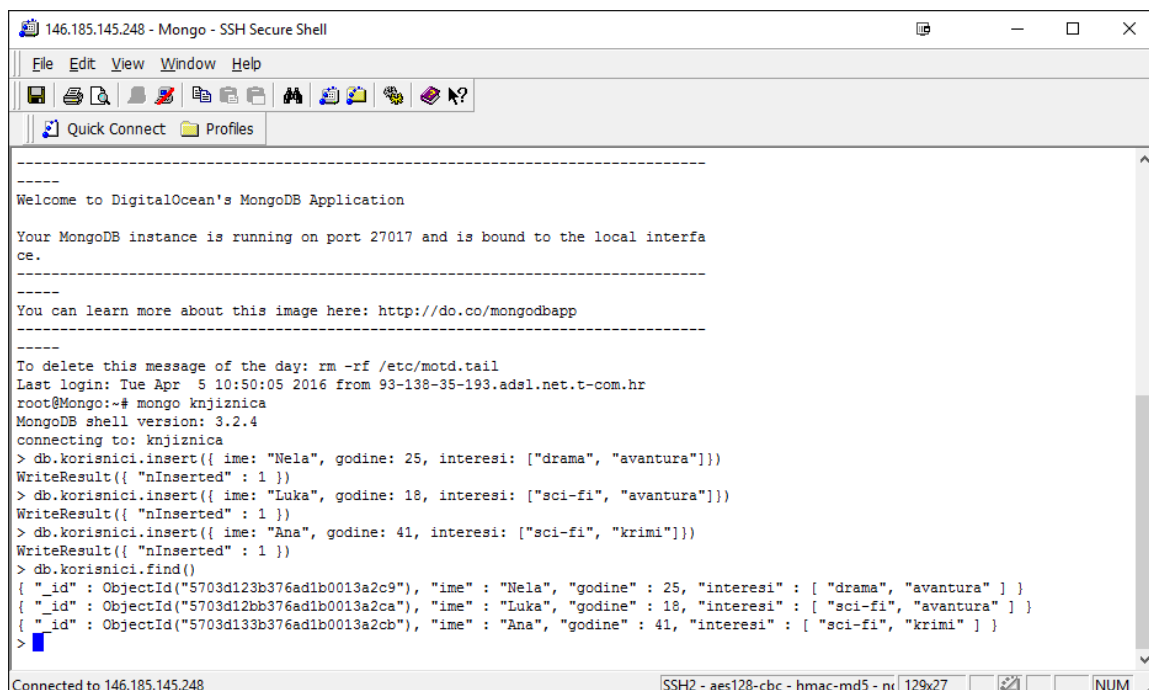 146.185.145.248 - Mongo - SSH Secure Shell
File Edit View Window Help
Quick Connect Profiles
--------------------------------------------------------------------------------
-----
Welcome to DigitalOcean's MongoDB Application
Your MongoDB instance is running on port 27017 and is bound to the local interfa
ce.
--------------------------------------------------------------------------------
-----
You can learn more about this image here: http://do.co/mongodbapp
--------------------------------------------------------------------------------
-----
To delete this message of the day: rm -rf /etc/motd.tail
Last login: Tue Apr  5 10:50:05 2016 from 93-138-35-193.adsl.net.t-com.hr
root@Mongo:~# mongo knjiznica
MongoDB shell version: 3.2.4
connecting to: knjiznica
> db.korisnici.insert({ ime: "Nela", godine: 25, interesi: ["drama", "avantura"]})
WriteResult({ "nInserted" : 1 })
> db.korisnici.insert({ ime: "Luka", godine: 18, interesi: ["sci-fi", "avantura"]})
WriteResult({ "nInserted" : 1 })
> db.korisnici.insert({ ime: "Ana", godine: 41, interesi: ["sci-fi", "krimi"]})
WriteResult({ "nInserted" : 1 })
> db.korisnici.find()
{ "_id" : ObjectId("5703d123b376ad1b0013a2c9"), "ime" : "Nela", "godine" : 25, "interesi" : [ "drama", "avantura" ] }
{ "_id" : ObjectId("5703d12bb376ad1b0013a2ca"), "ime" : "Luka", "godine" : 18, "interesi" : [ "sci-fi", "avantura" ] }
{ "_id" : ObjectId("5703d133b376ad1b0013a2cb"), "ime" : "Ana", "godine" : 41, "interesi" : [ "sci-fi", "krimi" ] }
>
Connected to 146.185.145.248 SSH2 - aes128-cbc - hmac-md5 - 129x27 NUM